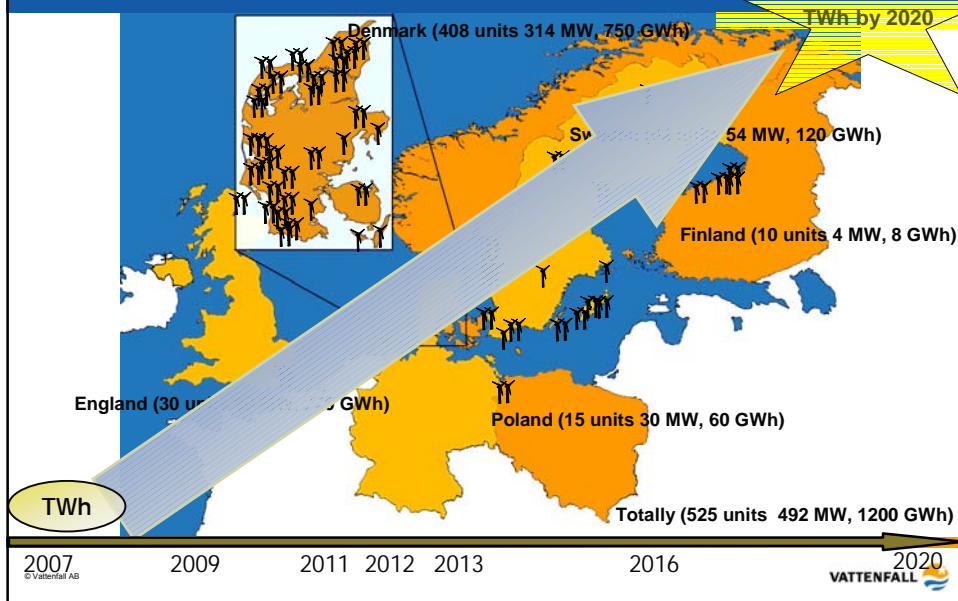 TWh by 2020
Denmark (408 units 314 MW, 750 GWh)
54 MW, 120 GWh)
Finland (10 units 4 MW, 8 GWh)
England (30 GWh)
Poland (15 units 30 MW, 60 GWh)
TWh
Totally (525 units 492 MW, 1200 GWh)
2007 2009 2011 2012 2013 2016 2020
© Vattenfall AB
VATTENFALL